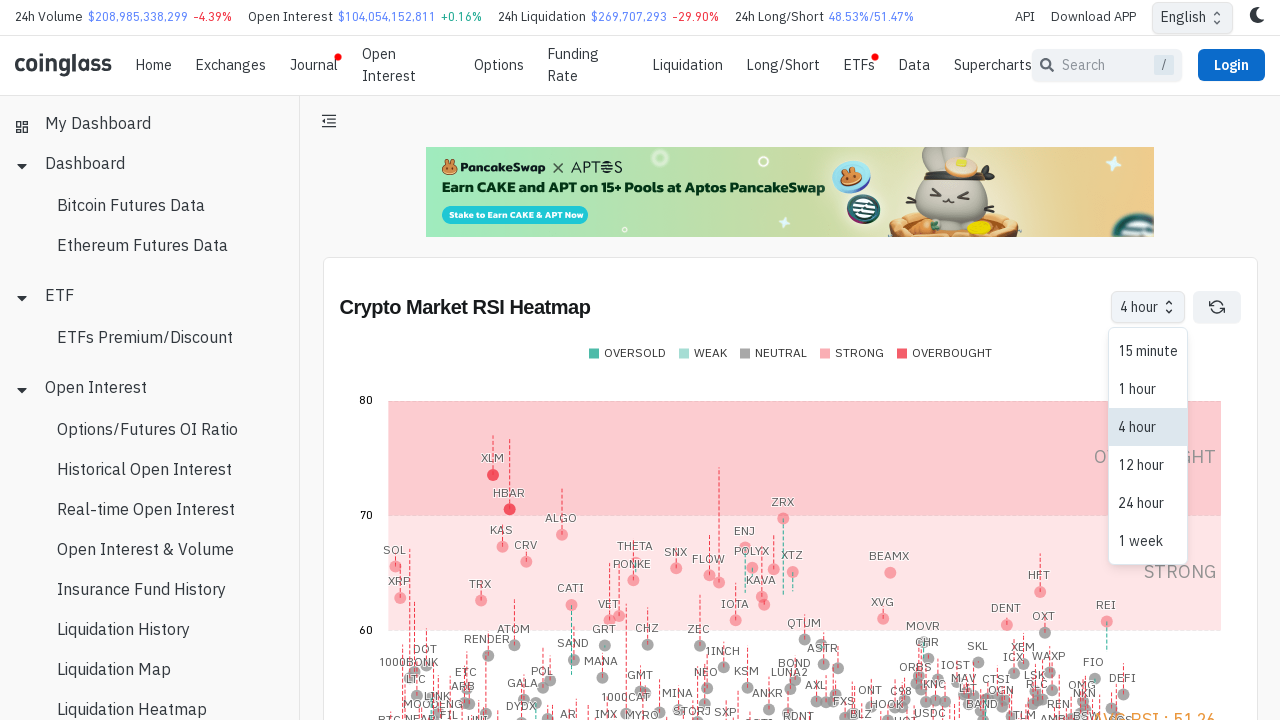 24h Volume $208,985,338,299 -4.39% Open Interest $104,054,152,811 +0.16% 24h Liquidation $269,707,293 -29.90% 24h Long/Short 48.53%/51.47% API Download APP English
coinglass Home Exchanges Journal Open Interest Options Funding Rate Liquidation Long/Short ETFs Data Supercharts Search / Login
My Dashboard
Dashboard
Bitcoin Futures Data
Ethereum Futures Data
ETF
ETFs Premium/Discount
Open Interest
Options/Futures OI Ratio
Historical Open Interest
Real-time Open Interest
Open Interest & Volume
Insurance Fund History
Liquidation History
Liquidation Map
Liquidation Heatmap
PancakeSwap X APTOS
Earn CAKE and APT on 15+ Pools at Aptos PancakeSwap
Stake to Earn CAKE & APT Now
Crypto Market RSI Heatmap
4 hour
15 minute
1 hour
4 hour
12 hour
24 hour
1 week
OVERSOLD WEAK NEUTRAL STRONG OVERBOUGHT
80
XLM
HBAR
ZRX
70
ALGO
KAS
CRV
ENJ
SOL
THETA
SNX
POLYX
XTZ
PONKE
FLOW
BEAMX
STRONG
XRP
TRX
CATI
KAVA
HFT
VET
IOTA
XVG
DENT
REI
OXT
60
ATOM
GRT
CHZ
ZEC
QTUM
MOVR
RENDER
SAND
CHR
DOT
1INCH
ASTR
SKL
XEM
1000BONK
MANA
BOND
ICX
WAXP
FIO
ETC
POL
GMT
NEO
KSM
LUNA2
ORBS
IOST
LSK
DEFI
LTC
ARB
GALA
MINA
ANKR
AXL
ONT
C98
KNC
MAV
CTSI
RLC
OMG
LINK
1000CAT
OGN
NKN
DYDX
FXS
HOOK
BAND
REN
FIL
AR
IMX
MYRO
STORJ
SXP
BLZ
USDC
TLM
AVG RSI : 51.26